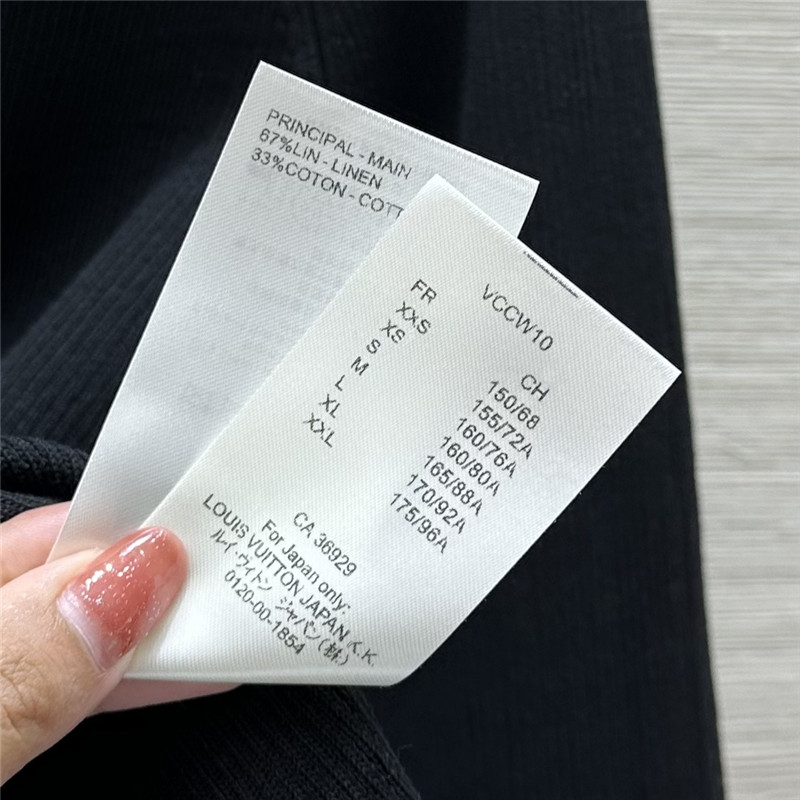 PRINCIPAL - MAIN
67%LIN - LINEN
33%COTON - COTT
VCCW10
FR CH
XXS 150/68
XS 155/72A
S 160/76A
M 160/80A
L 165/88A
XL 170/92A
XXL 175/96A
CA 36929
For Japan only:
LOUIS VUITTON JAPAN K.K.
ルイ ヴィトン ジャパン(株)
0120-00-1854